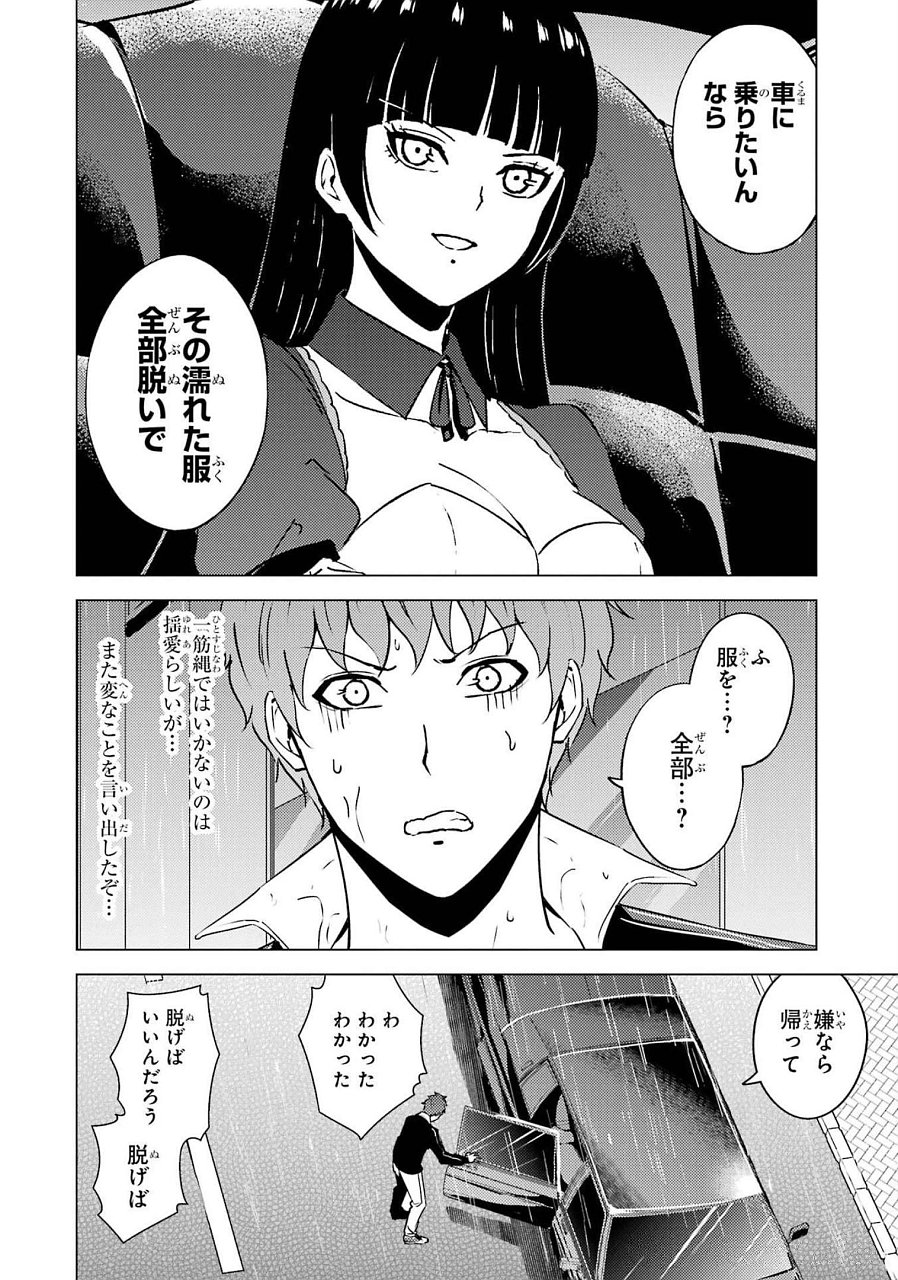 車に
乗りたいん
なら
その濡れた服
全部脱いで
ふ
服を…?
全部…?
一筋縄ではいかないのは
揺愛らしいが…
また変なことを言い出したぞ…
嫌なら
帰って
わ
わかった
わかった
脱げば
いいんだろう
脱げば